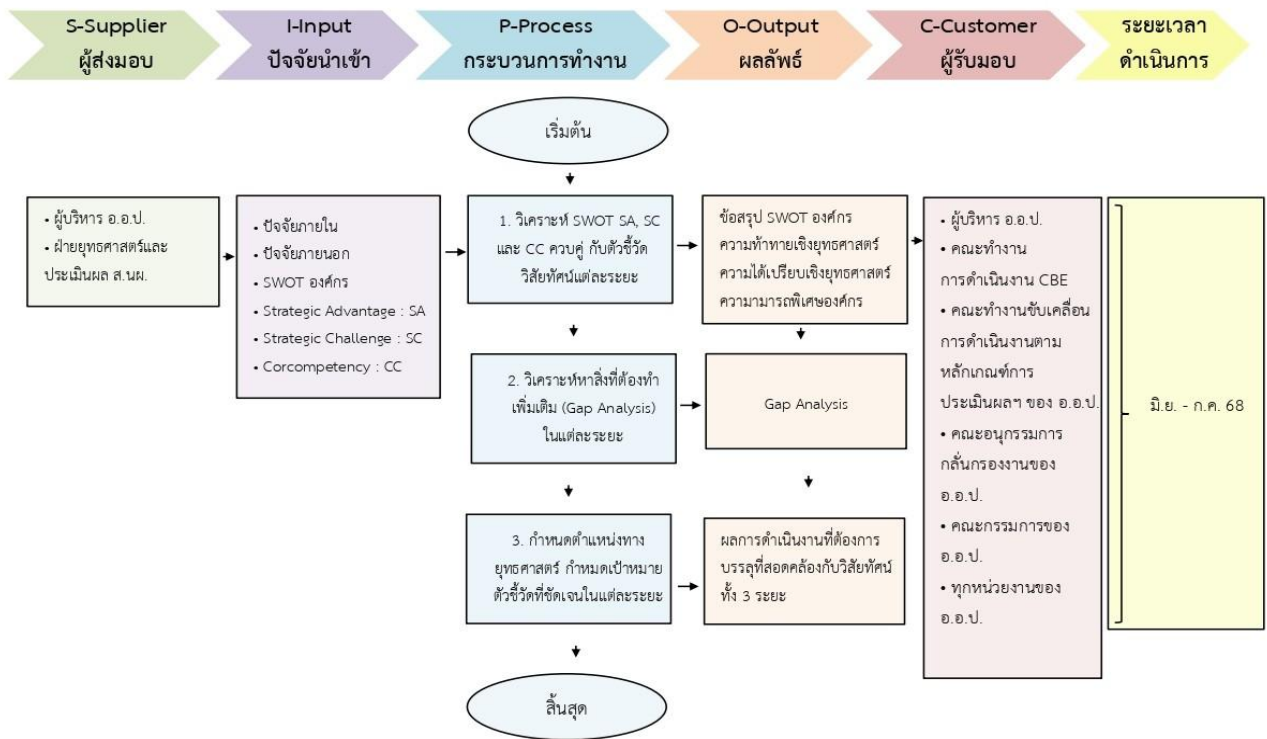 S-Supplier
ผู้ส่งมอบ
I-Input
ปัจจัยนำเข้า
P-Process
กระบวนการทำงาน
O-Output
ผลลัพธ์
C-Customer
ผู้รับมอบ
ระยะเวลา
ดำเนินการ
เริ่มต้น
• ผู้บริหาร อ.อ.ป.
• ฝ่ายยุทธศาสตร์และ
ประเมินผล ส.นผ.
• ปัจจัยภายใน
• ปัจจัยภายนอก
• SWOT องค์กร
• Strategic Advantage : SA
• Strategic Challenge : SC
• Corcompetency : CC
1. วิเคราะห์ SWOT SA, SC
และ CC ควบคู่ กับตัวชี้วัด
วิสัยทัศน์แต่ละระยะ
ข้อสรุป SWOT องค์กร
ความท้าทายเชิงยุทธศาสตร์
ความได้เปรียบเชิงยุทธศาสตร์
ความามารถพิเศษองค์กร
2. วิเคราะห์หาสิ่งที่ต้องทำ
เพิ่มเติม (Gap Analysis)
ในแต่ละระยะ
Gap Analysis
3. กำหนดตำแหน่งทาง
ยุทธศาสตร์ กำหมดเป้าหมาย
ตัวชี้วัดที่ชัดเจนในแต่ละระยะ
ผลการดำเนินงานที่ต้องการ
บรรลุที่สอดคล้องกับวิสัยทัศน์
ทั้ง 3 ระยะ
• ผู้บริหาร อ.อ.ป.
• คณะทำงาน
การดำเนินงาน CBE
• คณะทำงานขับเคลื่อน
การดำเนินงานตาม
หลักเกณฑ์การ
ประเมินผลฯ ของ อ.อ.ป.
• คณะอนุกรรมการ
กลั่นกรองงานของ
อ.อ.ป.
• คณะกรรมการของ
อ.อ.ป.
• ทุกหน่วยงานของ
อ.อ.ป.
มิ.ย. - ก.ค. 68
สิ้นสุด